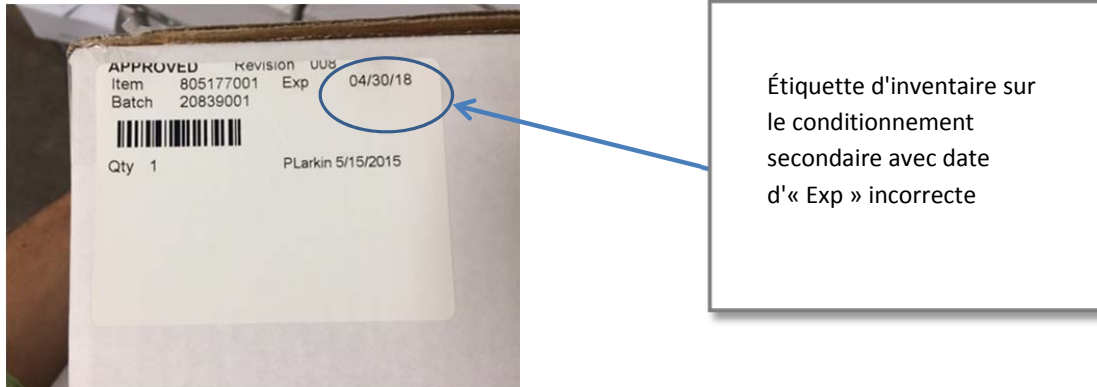 APPROVED Revision 008
Item 805177001 Exp 04/30/18
Batch 20839001
Qty 1 PLarkin 5/15/2015
Étiquette d'inventaire sur
le conditionnement
secondaire avec date
d'« Exp » incorrecte